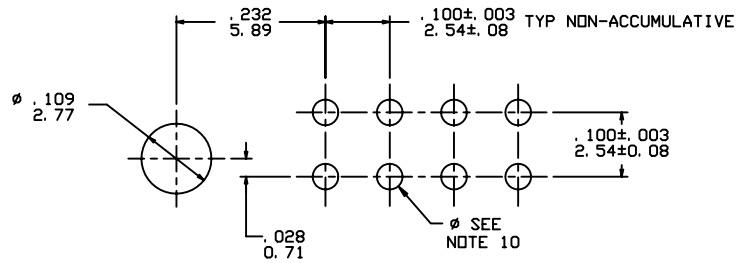 .232
5.89
.100±.003
2.54±.08 TYP NON-ACCUMULATIVE
ø .109
2.77
.100±.003
2.54±0.08
ø SEE
NOTE 10
.028
0.71